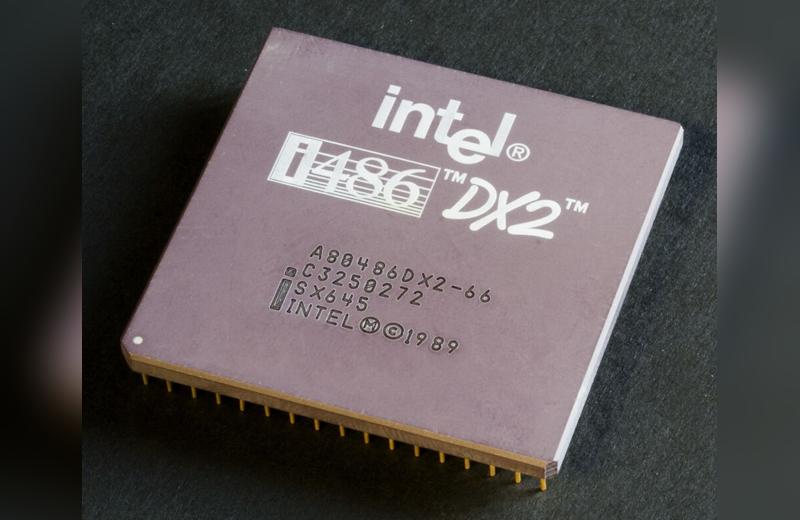 intel®
i486™ DX2™
A80486DX2-66
C3250272
SX645
INTEL Ⓜ©1989